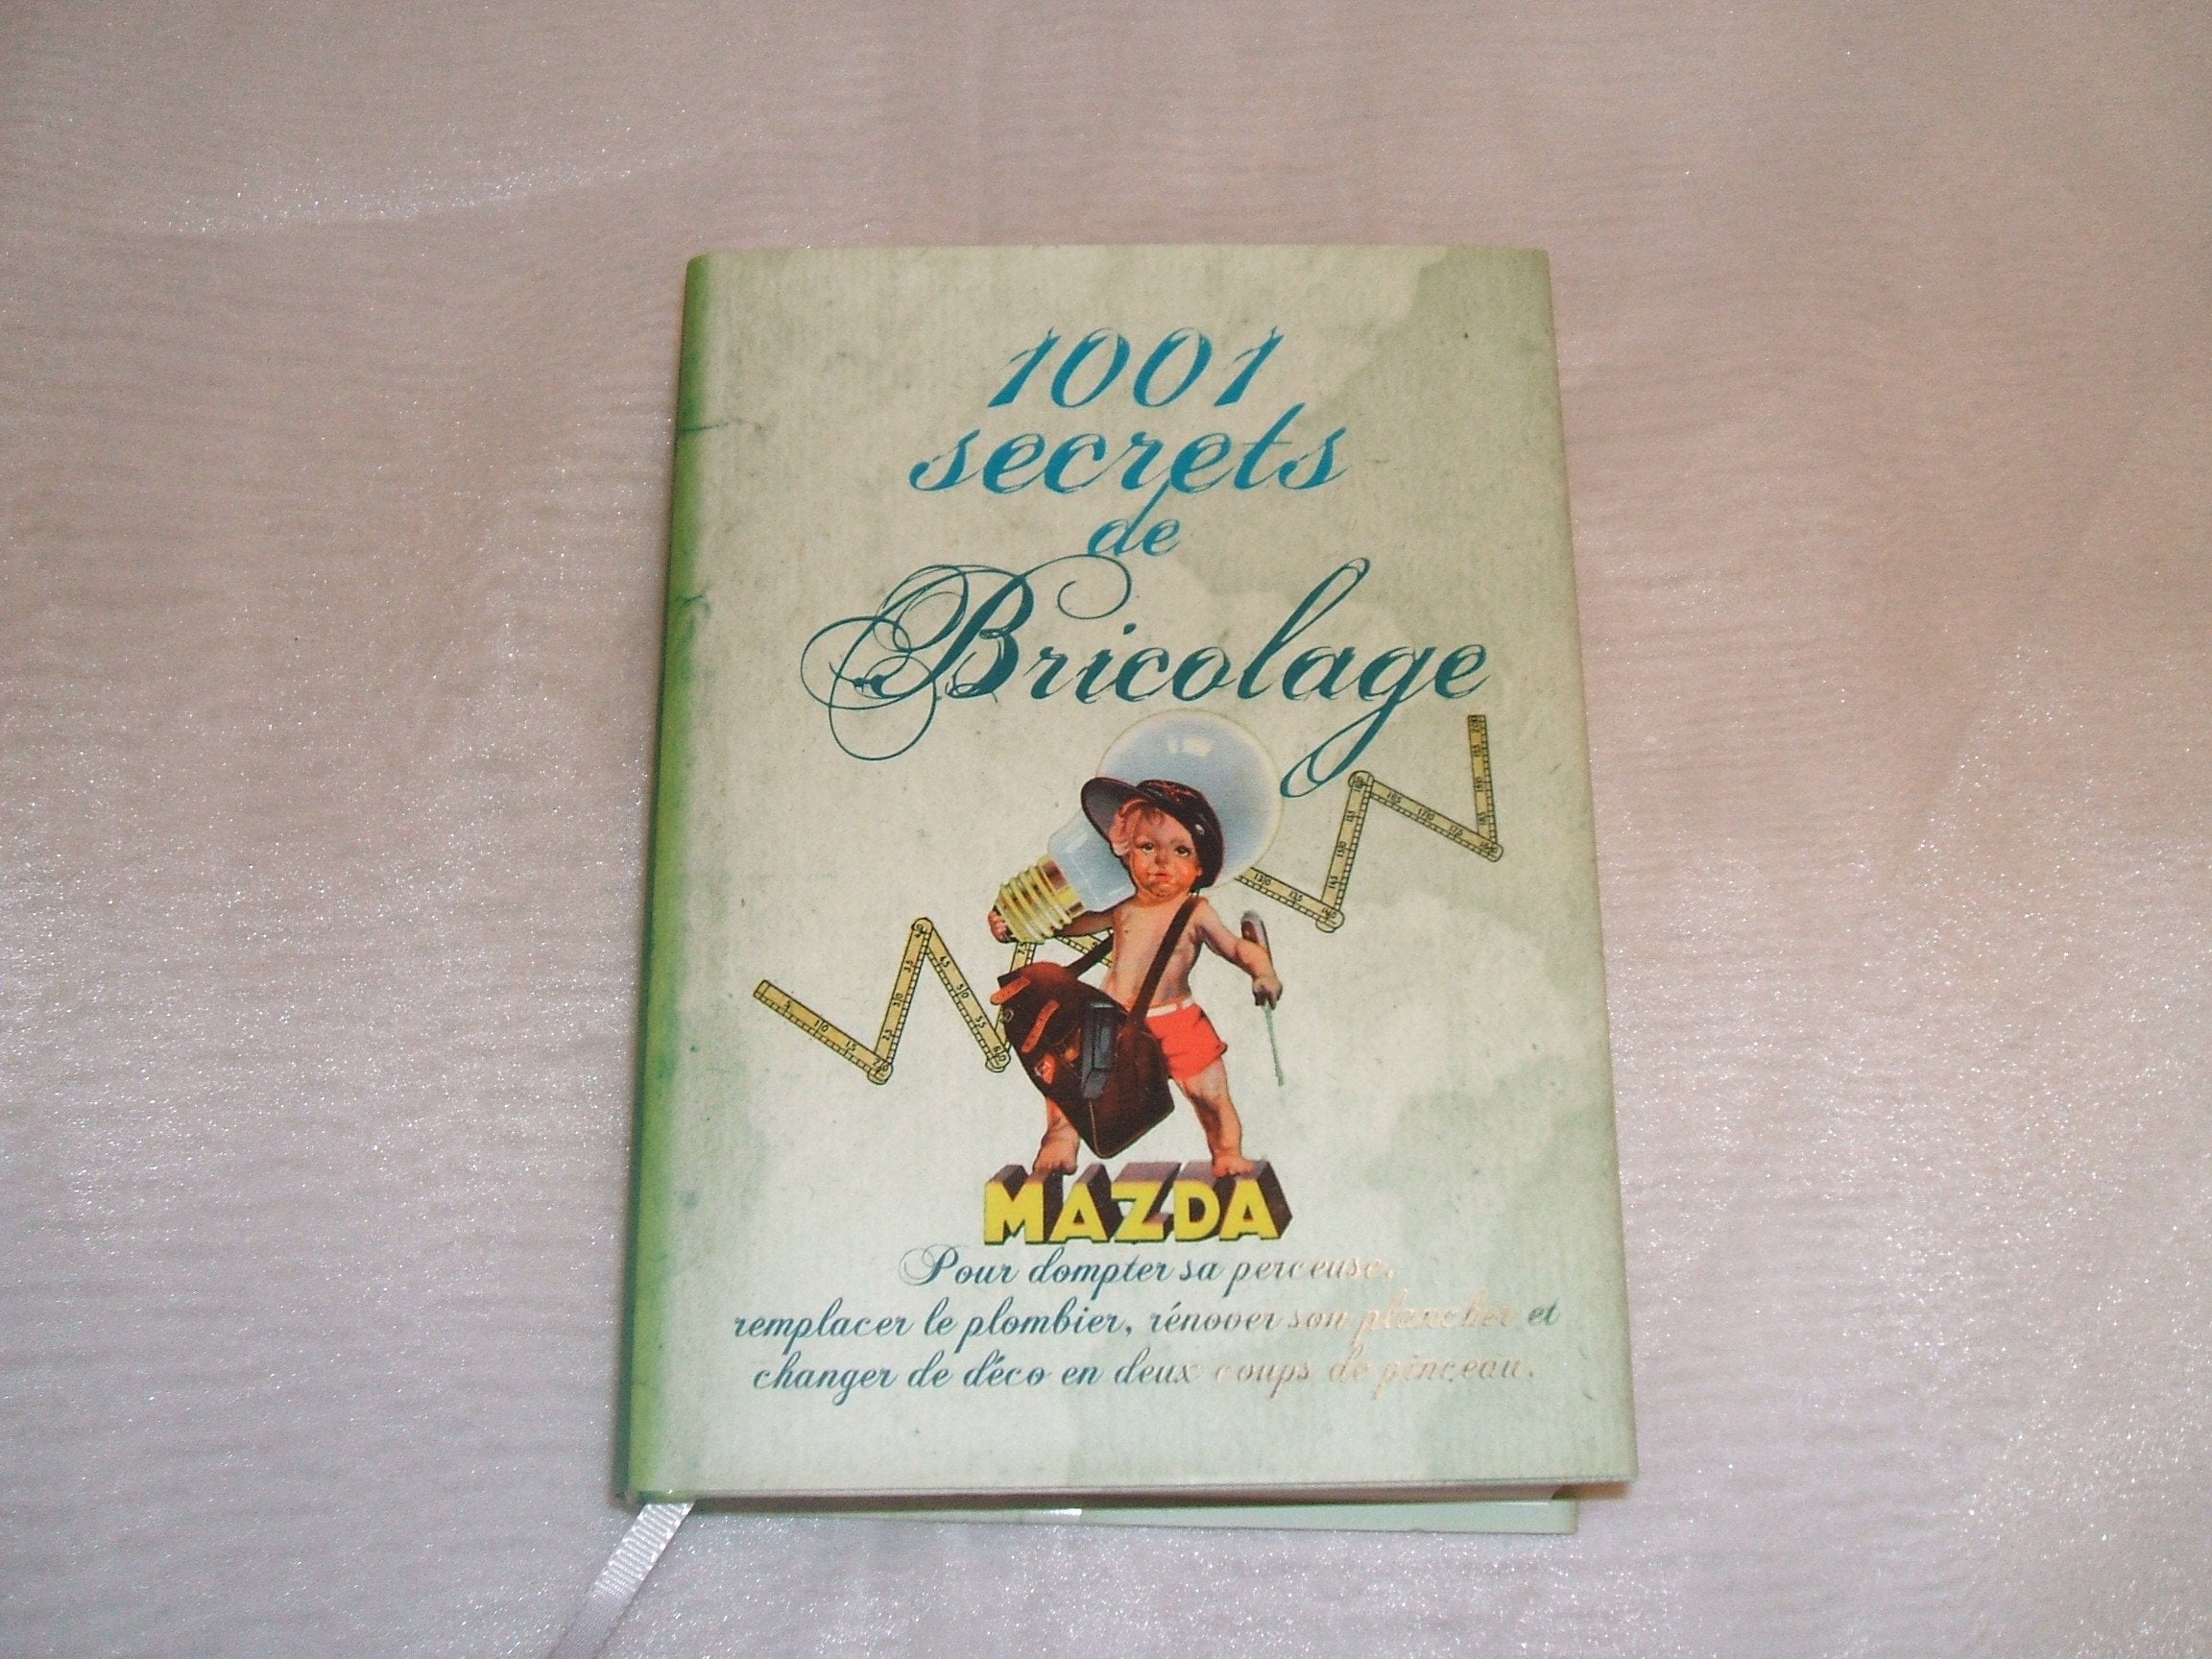 1001
secrets
de
Bricolage
MAZDA
Pour dompter sa perceuse,
remplacer le plombier, rénover son plancher et
changer de déco en deux coups de pinceau.